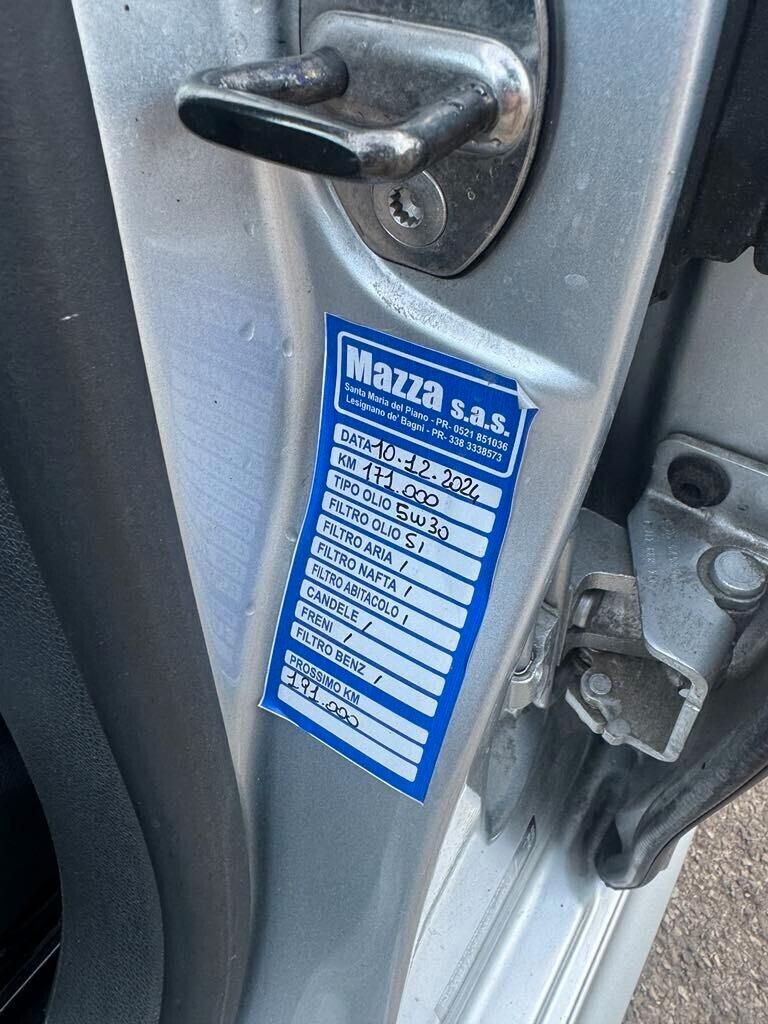 Mazza s.a.s.
Santa Maria del Piano - PR- 0521 851036
Lesignano de' Bagni - PR- 338 3338573
DATA 10.12.2024
KM 171.000
TIPO OLIO 5W30
FILTRO OLIO SI
FILTRO ARIA /
FILTRO NAFTA /
FILTRO ABITACOLO /
CANDELE /
FRENI /
FILTRO BENZ /
PROSSIMO KM
191.000